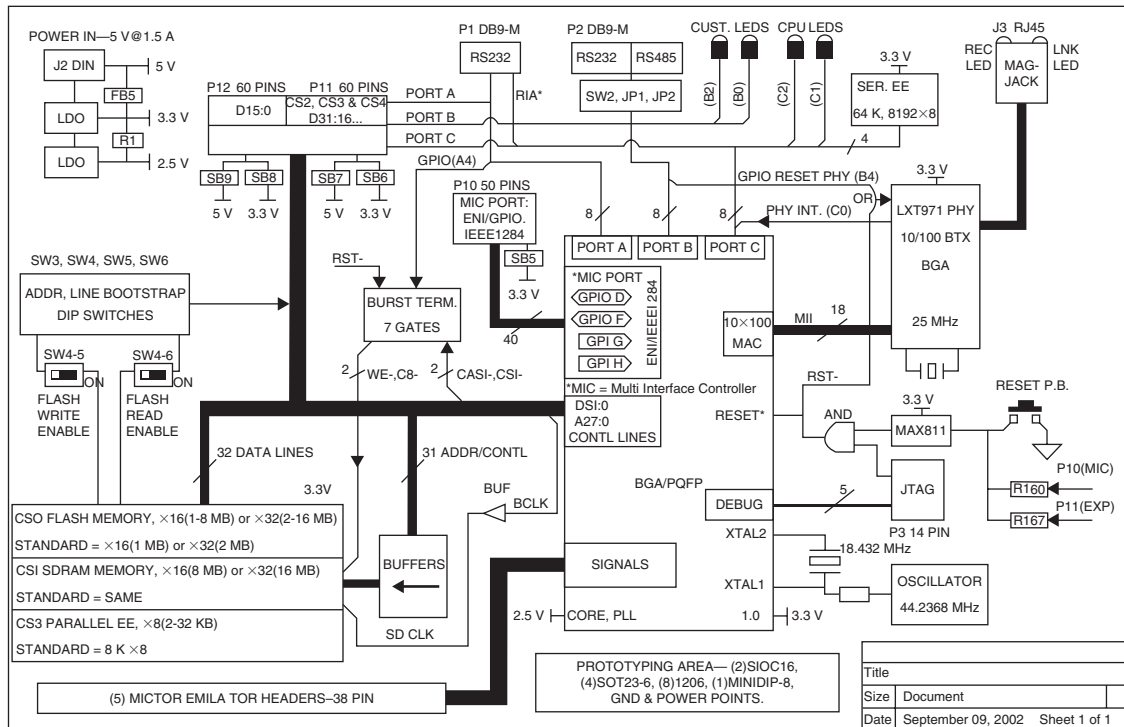 POWER IN—5 V@1.5 A
J2 DIN
5 V
FB5
LDO
3.3 V
R1
LDO
2.5 V
P12 60 PINS
P11 60 PINS
D15:0
CS2, CS3 & CS4
D31:16...
PORT A
PORT B
PORT C
SB9
SB8
SB7
SB6
5 V
3.3 V
5 V
3.3 V
P1 DB9-M
RS232
RIA*
P2 DB9-M
RS232
RS485
SW2, JP1, JP2
CUST. LEDS
CPU LEDS
(B2)
(B0)
(C2)
(C1)
3.3 V
SER. EE
64 K, 8192×8
4
J3 RJ45
REC
LED
MAG-
JACK
LNK
LED
GPIO(A4)
P10 50 PINS
MIC PORT:
ENI/GPIO.
IEEE1284
SB5
3.3 V
40
8
8
8
GPIO RESET PHY (B4)
OR
PHY INT. (C0)
3.3 V
LXT971 PHY
10/100 BTX
BGA
25 MHz
PORT A
PORT B
PORT C
*MIC PORT
GPIO D
GPIO F
GPI G
GPI H
ENI/IEEEI 284
10×100
MAC
MII
18
SW3, SW4, SW5, SW6
ADDR, LINE BOOTSTRAP
DIP SWITCHES
RST-
BURST TERM.
7 GATES
SW4-5
ON
FLASH
WRITE
ENABLE
SW4-6
ON
FLASH
READ
ENABLE
2
WE-,C8-
2
CASI-,CSI-
*MIC = Multi Interface Controller
DSI:0
A27:0
CONTL LINES
RESET*
RST-
AND
3.3 V
MAX811
RESET P.B.
P10(MIC)
R160
P11(EXP)
R167
32 DATA LINES
31 ADDR/CONTL
3.3V
BUF
BCLK
BGA/PQFP
DEBUG
5
JTAG
P3 14 PIN
CSO FLASH MEMORY, ×16(1-8 MB) or ×32(2-16 MB)
STANDARD = ×16(1 MB) or ×32(2 MB)
CSI SDRAM MEMORY, ×16(8 MB) or ×32(16 MB)
STANDARD = SAME
CS3 PARALLEL EE, ×8(2-32 KB)
STANDARD = 8 K ×8
BUFFERS
SD CLK
SIGNALS
XTAL2
18.432 MHz
XTAL1
OSCILLATOR
44.2368 MHz
2.5 V
CORE, PLL
1.0
3.3 V
(5) MICTOR EMILA TOR HEADERS–38 PIN
PROTOTYPING AREA— (2)SIOC16,
(4)SOT23-6, (8)1206, (1)MINIDIP-8,
GND & POWER POINTS.
Title
Size
Document
Date
September 09, 2002
Sheet 1 of 1